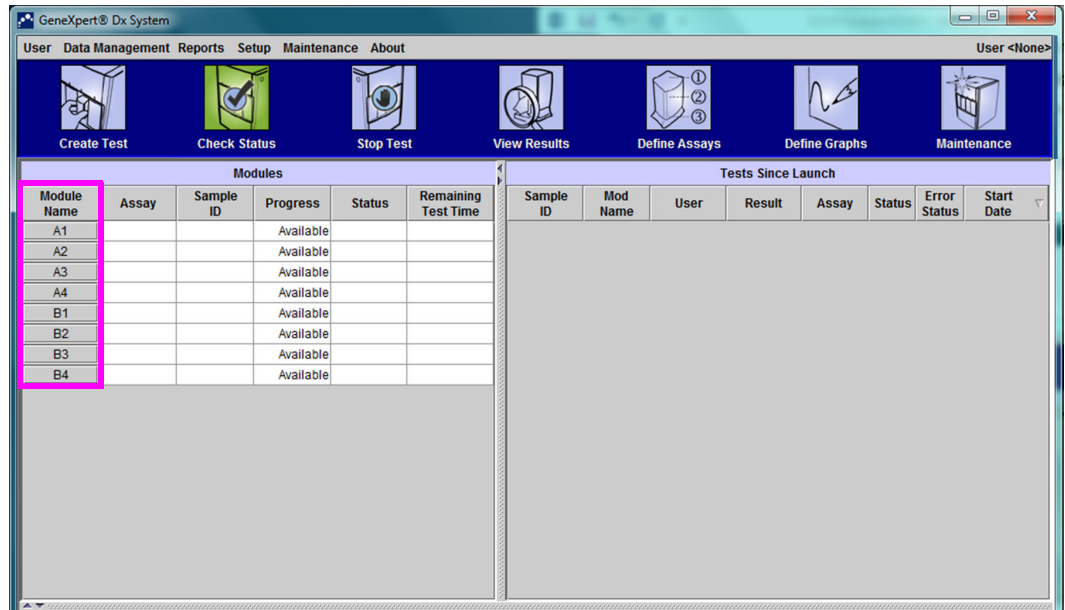 GeneXpert® Dx System
User Data Management Reports Setup Maintenance About User <None>
Create Test Check Status Stop Test View Results Define Assays Define Graphs Maintenance
1
2
3
Modules
Module Name Assay Sample ID Progress Status Remaining Test Time
A1 Available
A2 Available
A3 Available
A4 Available
B1 Available
B2 Available
B3 Available
B4 Available
Tests Since Launch
Sample ID Mod Name User Result Assay Status Error Status Start Date